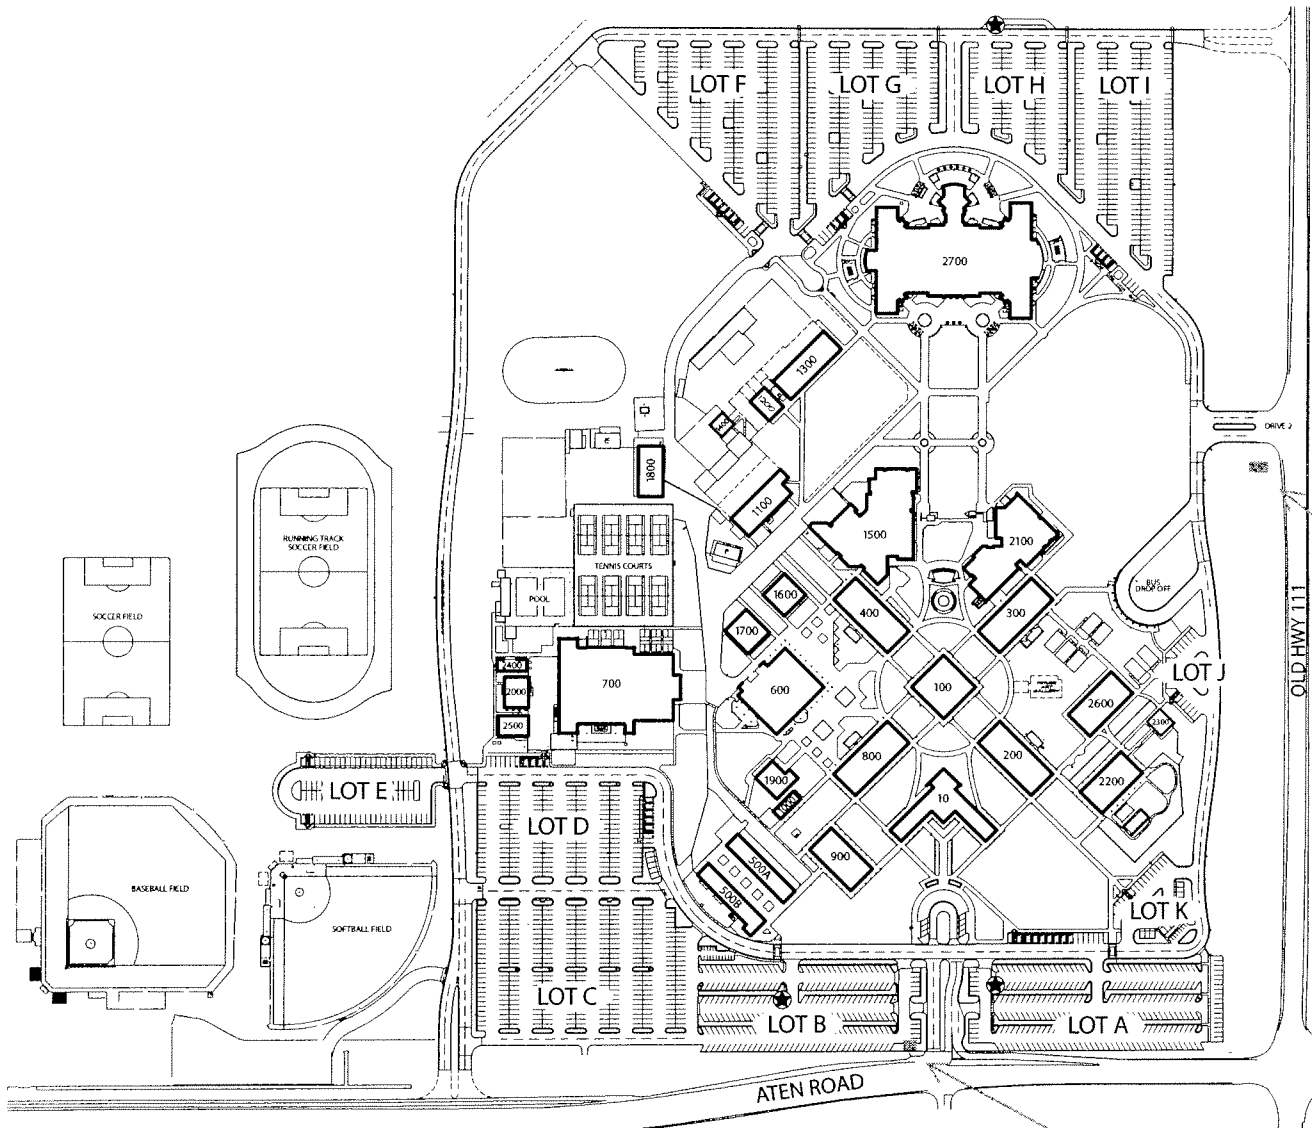 LOT F
LOT G
LOT H
LOT I
2700
1300
1200
DRIVE 2
1800
1100
1500
2100
RUNNING TRACK
SOCCER FIELD
TENNIS COURTS
BUS
DROP OFF
POOL
1600
400
300
OLD HWY 111
SOCCER FIELD
1700
LOT J
2400
700
600
100
2000
2600
2500
2300
800
200
1900
2200
LOT E
1000
10
LOT D
500A
900
BASEBALL FIELD
500B
LOT K
SOFTBALL FIELD
LOT C
LOT B
LOT A
ATEN ROAD